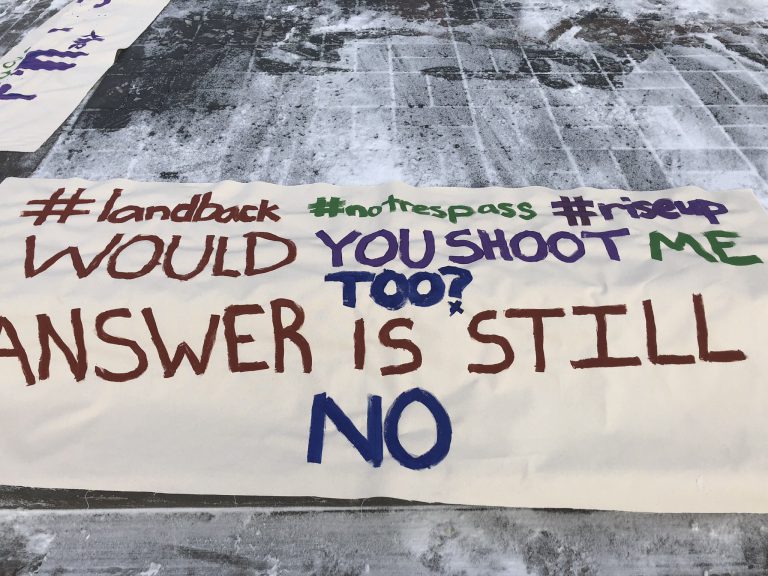 #landback #notrespass #riseup
WOULD YOU SHOOT ME
TOO?
ANSWER IS STILL
NO